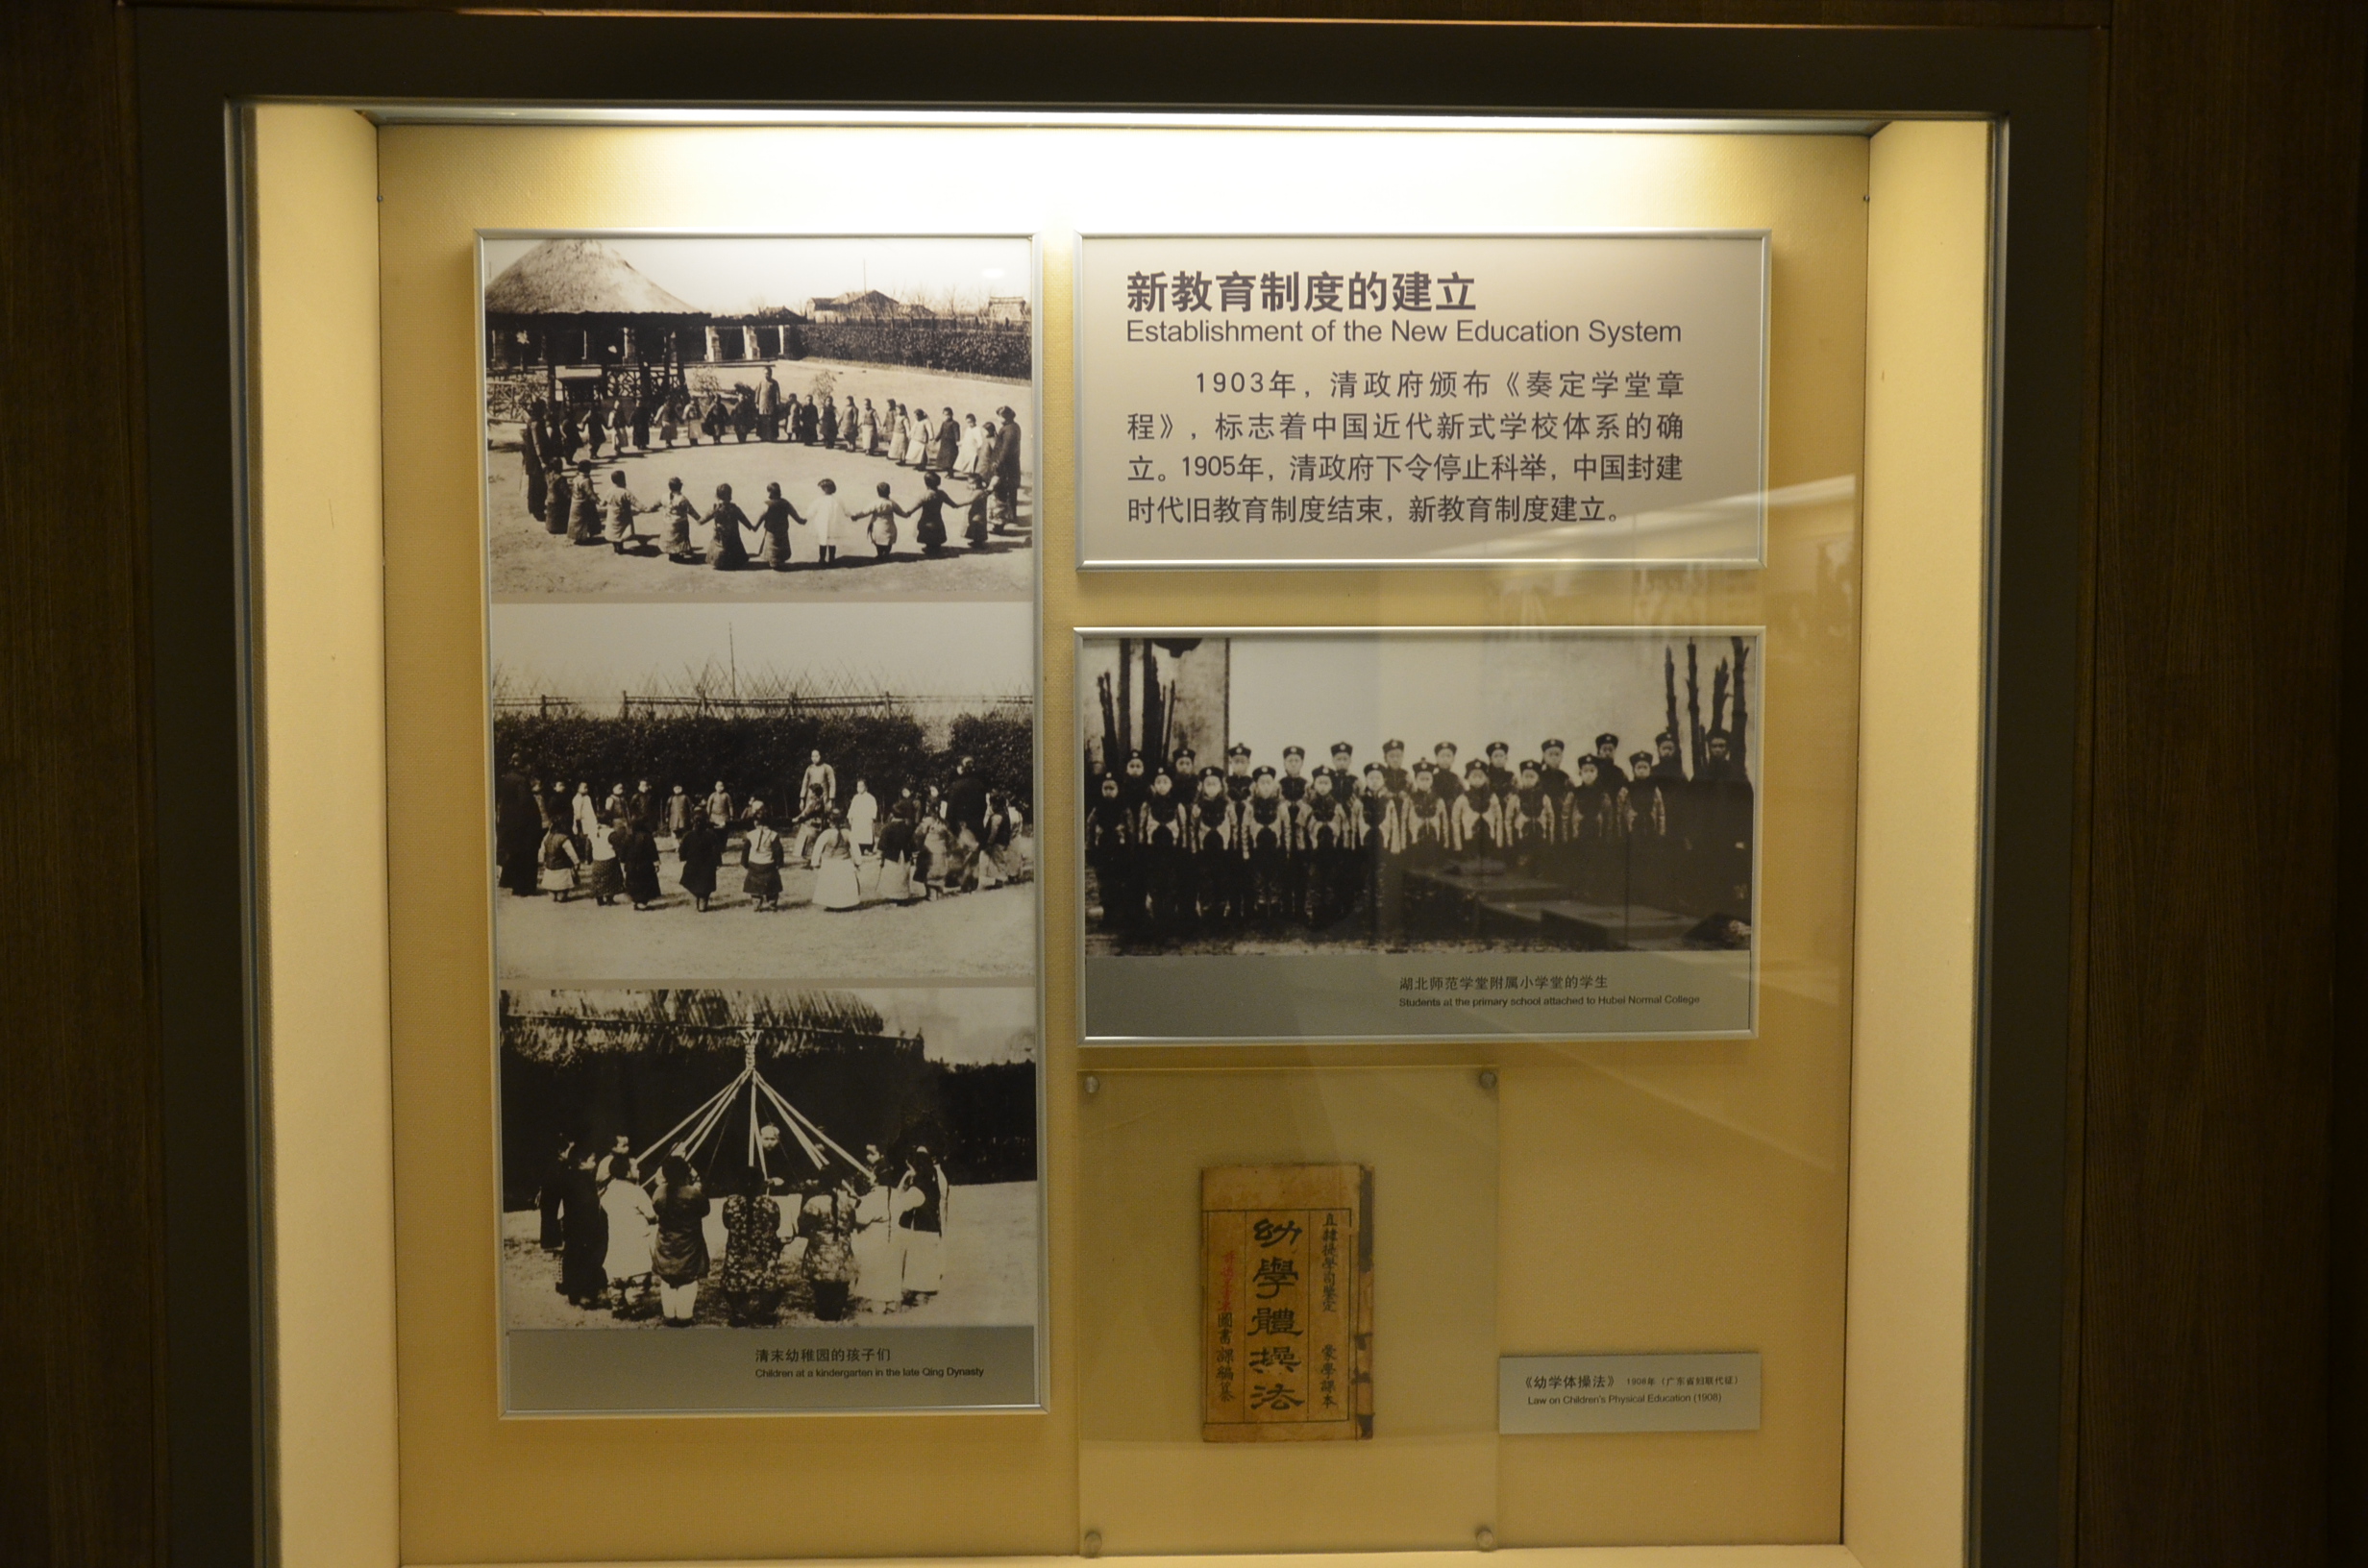 新教育制度的建立
Establishment of the New Education System
1903年，清政府颁布《奏定学堂章
程》，标志着中国近代新式学校体系的确
立。1905年，清政府下令停止科举，中国封建
时代旧教育制度结束，新教育制度建立。
湖北师范学堂附属小学堂的学生
Students at the primary school attached to Hubei Normal College
清末幼稚园的孩子们
Children at a kindergarten in the late Qing Dynasty
直隸提學司鑒定 蒙學課本
幼學體操法
圖書課編纂
《幼学体操法》 1908年（广东省妇联代征）
Law on Children's Physical Education (1908)